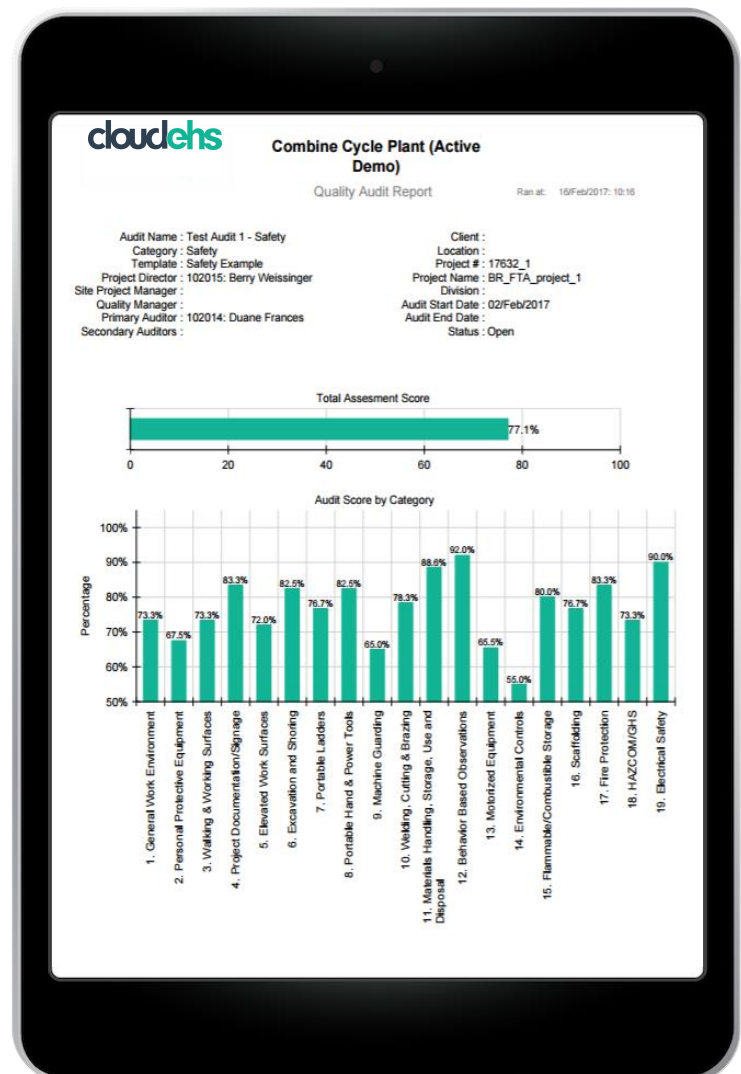 cloudehs
Combine Cycle Plant (Active
Demo)
Quality Audit Report
Ran at: 16/Feb/2017: 10:16
Audit Name : Test Audit 1 - Safety
Category : Safety
Template : Safety Example
Project Director : 102015: Berry Weissinger
Site Project Manager :
Quality Manager :
Primary Auditor : 102014: Duane Frances
Secondary Auditors :
Client :
Location :
Project # : 17632_1
Project Name : BR_FTA_project_1
Division :
Audit Start Date : 02/Feb/2017
Audit End Date :
Status : Open
Total Assesment Score
77.1%
0 20 40 60 80 100
Audit Score by Category
Percentage
100%
90%
80%
70%
60%
50%
73.3%
67.5%
73.3%
83.3%
72.0%
82.5%
76.7%
82.5%
65.0%
78.3%
88.6%
92.0%
65.5%
55.0%
80.0%
76.7%
83.3%
73.3%
90.0%
1. General Work Environment
2. Personal Protective Equipment
3. Walking & Working Surfaces
4. Project Documentation/Signage
5. Elevated Work Surfaces
6. Excavation and Shoring
7. Portable Ladders
8. Portable Hand & Power Tools
9. Machine Guarding
10. Welding, Cutting & Brazing
11. Materials Handling, Storage, Use and
Disposal
12. Behavior Based Observations
13. Motorized Equipment
14. Environmental Controls
15. Flammable/Combustible Storage
16. Scaffolding
17. Fire Protection
18. HAZCOM/GHS
19. Electrical Safety